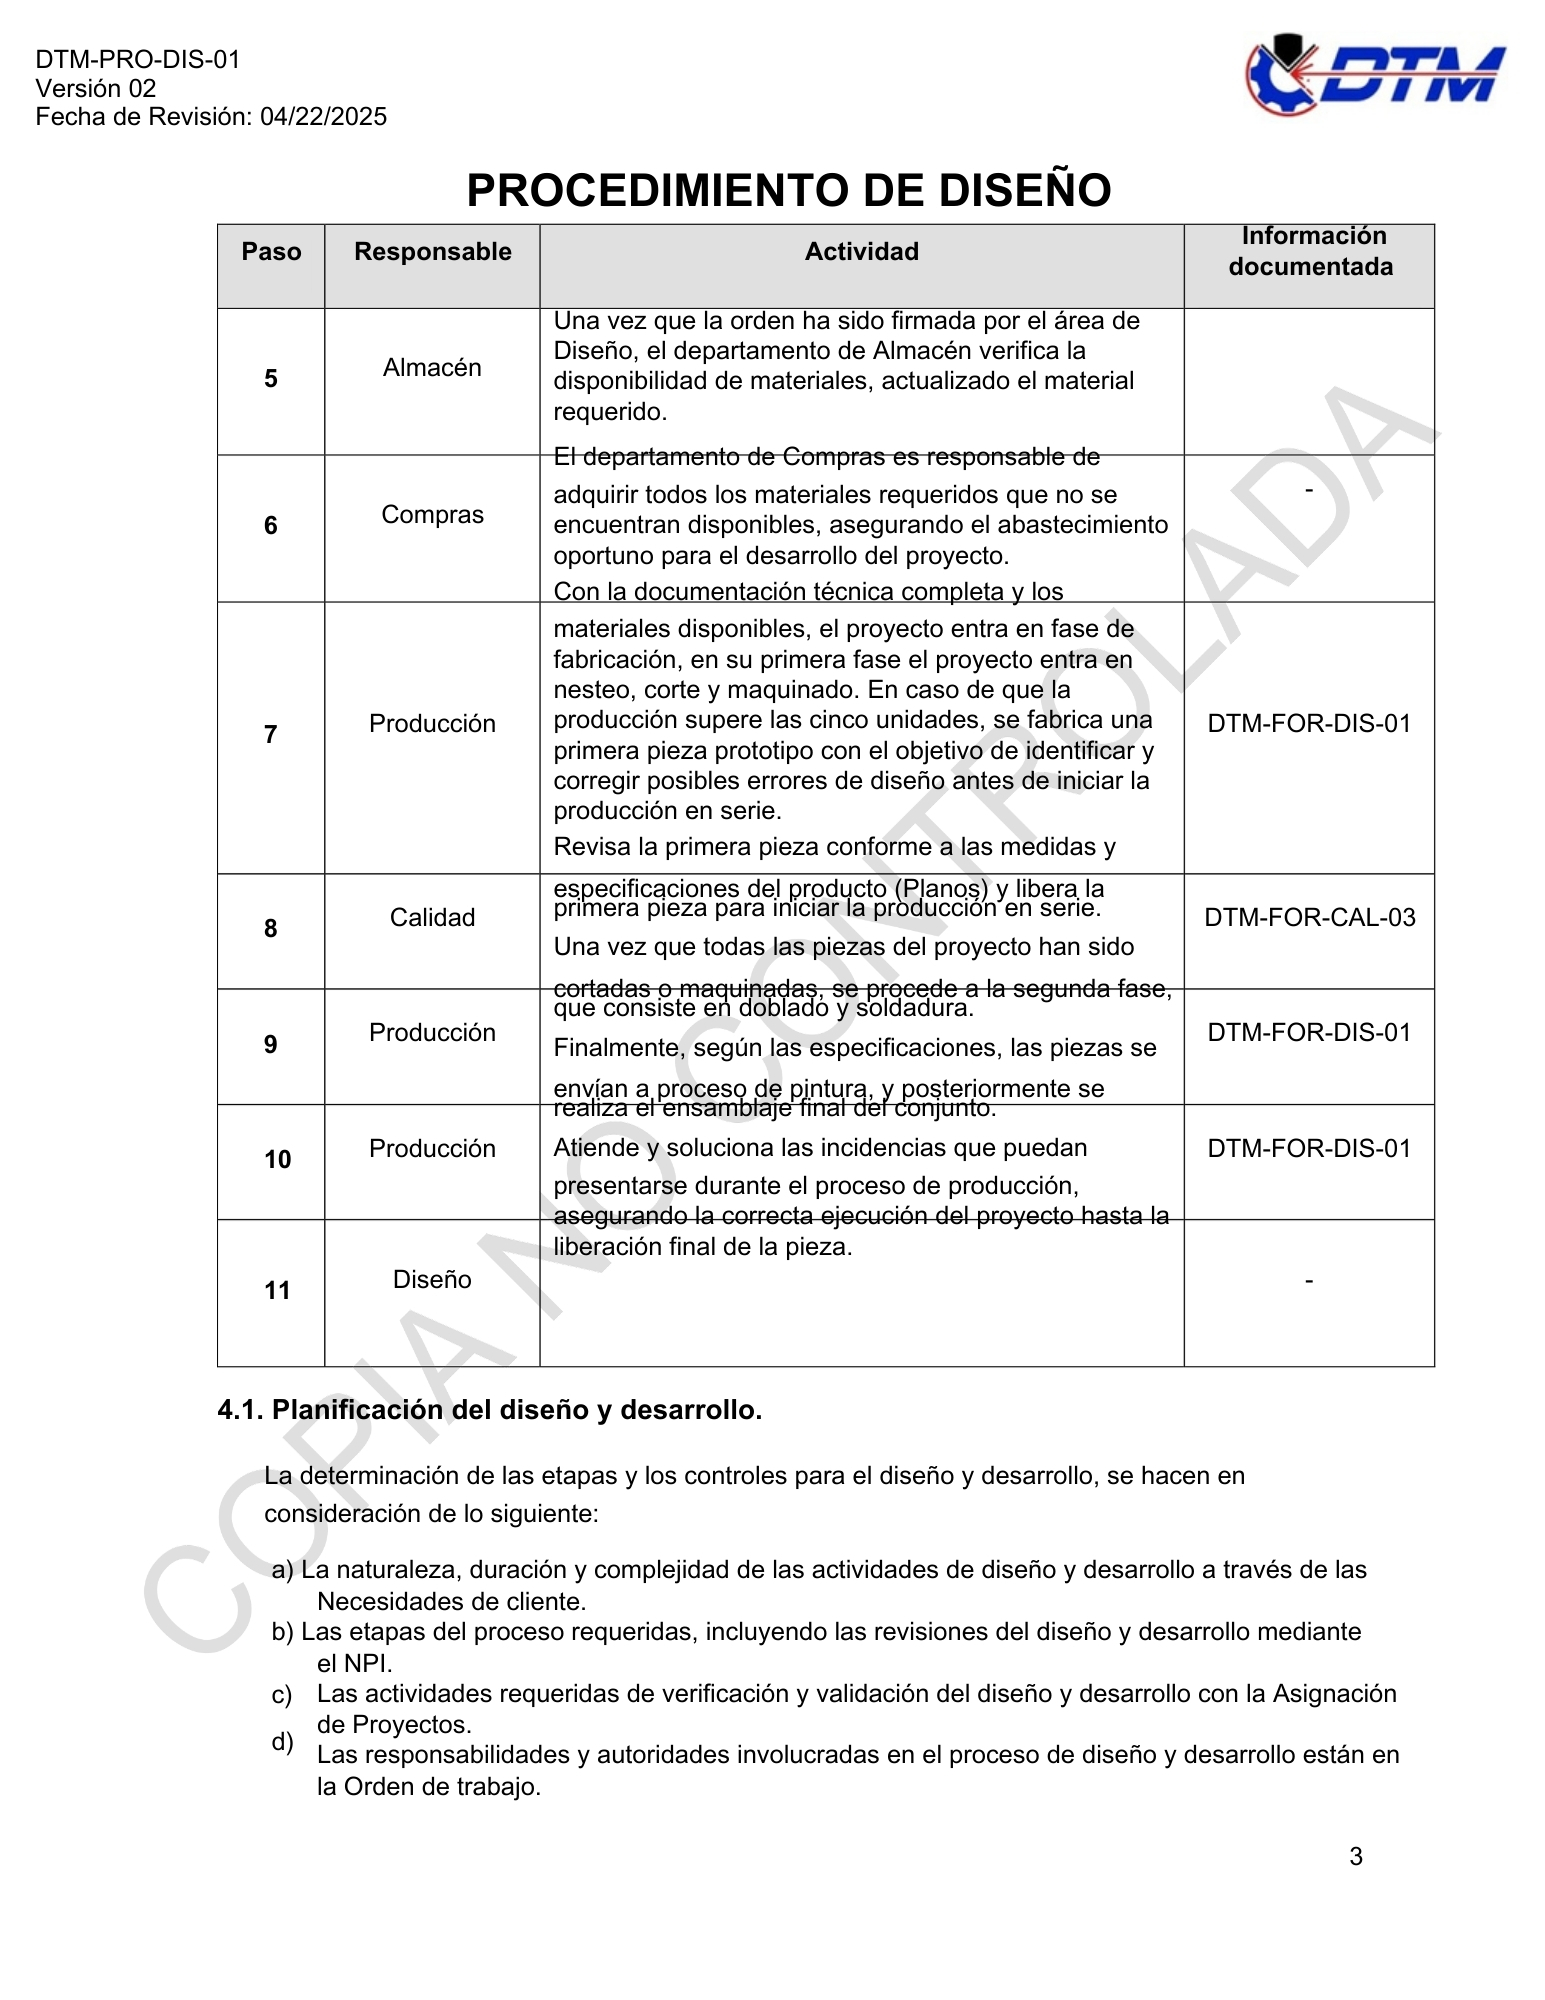 DTM-PRO-DIS-01
Versión 02
Fecha de Revisión: 04/22/2025
DTM
PROCEDIMIENTO DE DISEÑO
Paso
Responsable
Actividad
Información
documentada
5
Almacén
Una vez que la orden ha sido firmada por el área de
Diseño, el departamento de Almacén verifica la
disponibilidad de materiales, actualizado el material
requerido.
6
Compras
El departamento de Compras es responsable de
adquirir todos los materiales requeridos que no se
encuentran disponibles, asegurando el abastecimiento
oportuno para el desarrollo del proyecto.
-
7
Producción
Con la documentación técnica completa y los
materiales disponibles, el proyecto entra en fase de
fabricación, en su primera fase el proyecto entra en
nesteo, corte y maquinado. En caso de que la
producción supere las cinco unidades, se fabrica una
primera pieza prototipo con el objetivo de identificar y
corregir posibles errores de diseño antes de iniciar la
producción en serie.
DTM-FOR-DIS-01
8
Calidad
Revisa la primera pieza conforme a las medidas y
especificaciones del producto (Planos) y libera la
primera pieza para iniciar la producción en serie.
DTM-FOR-CAL-03
9
Producción
Una vez que todas las piezas del proyecto han sido
cortadas o maquinadas, se procede a la segunda fase,
que consiste en doblado y soldadura.
DTM-FOR-DIS-01
10
Producción
Finalmente, según las especificaciones, las piezas se
envían a proceso de pintura, y posteriormente se
realiza el ensamblaje final del conjunto.
DTM-FOR-DIS-01
11
Diseño
Atiende y soluciona las incidencias que puedan
presentarse durante el proceso de producción,
asegurando la correcta ejecución del proyecto hasta la
liberación final de la pieza.
-
COPIA NO CONTROLADA
4.1. Planificación del diseño y desarrollo.
La determinación de las etapas y los controles para el diseño y desarrollo, se hacen en
consideración de lo siguiente:
a) La naturaleza, duración y complejidad de las actividades de diseño y desarrollo a través de las
Necesidades de cliente.
b) Las etapas del proceso requeridas, incluyendo las revisiones del diseño y desarrollo mediante
el NPI.
c) Las actividades requeridas de verificación y validación del diseño y desarrollo con la Asignación
de Proyectos.
d) Las responsabilidades y autoridades involucradas en el proceso de diseño y desarrollo están en
la Orden de trabajo.
3